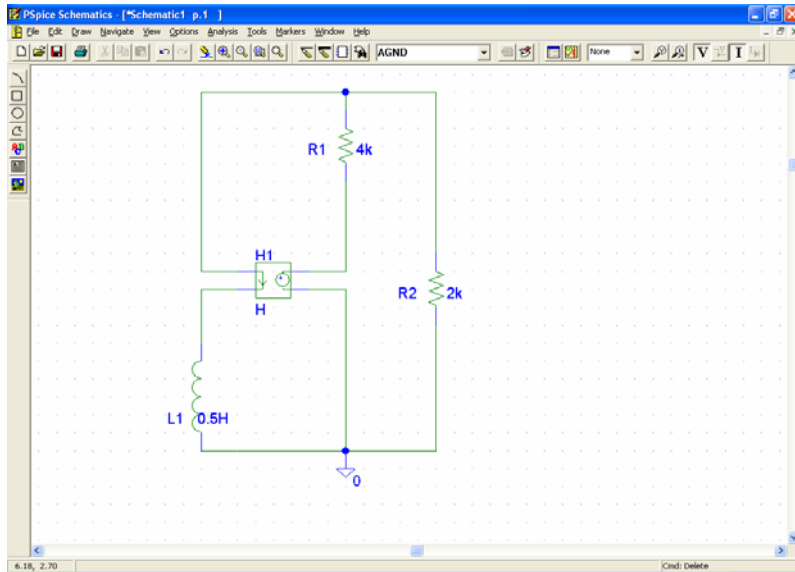 PSpice Schematics - [*Schematic1 p.1 ]
File Edit Draw Navigate View Options Analysis Tools Markers Window Help
AGND
None
V
I
R1 4k
H1
R2 2k
H
L1 0.5H
0
6.18, 2.70
Cmd: Delete